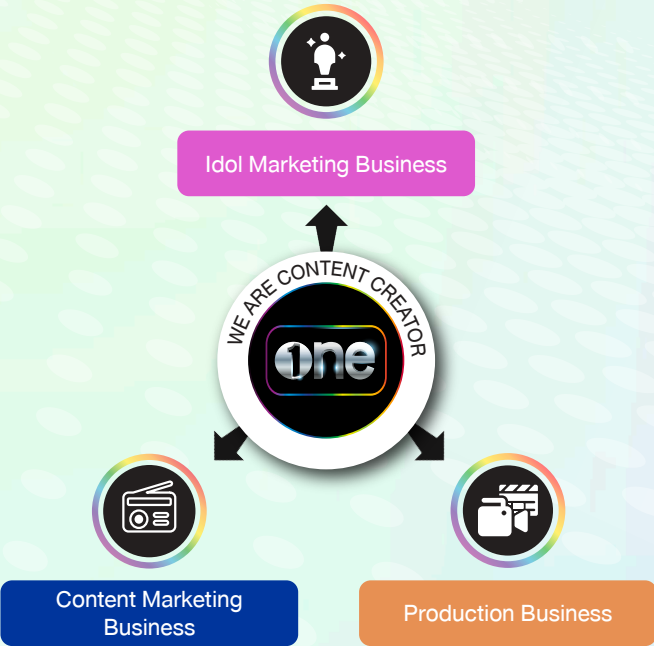 Idol Marketing Business
WE ARE CONTENT CREATOR
one
Content Marketing
Business
Production Business